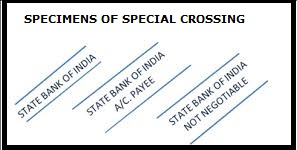 SPECIMENS OF SPECIAL CROSSING
STATE BANK OF INDIA
STATE BANK OF INDIA
A/C. PAYEE
STATE BANK OF INDIA
NOT NEGOTIABLE